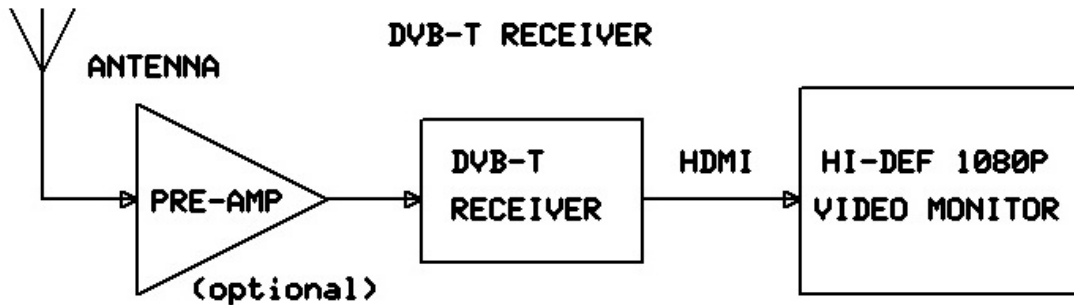 DVB-T RECEIVER
ANTENNA
PRE-AMP
(optional)
DVB-T
RECEIVER
HDMI
HI-DEF 1080P
VIDEO MONITOR